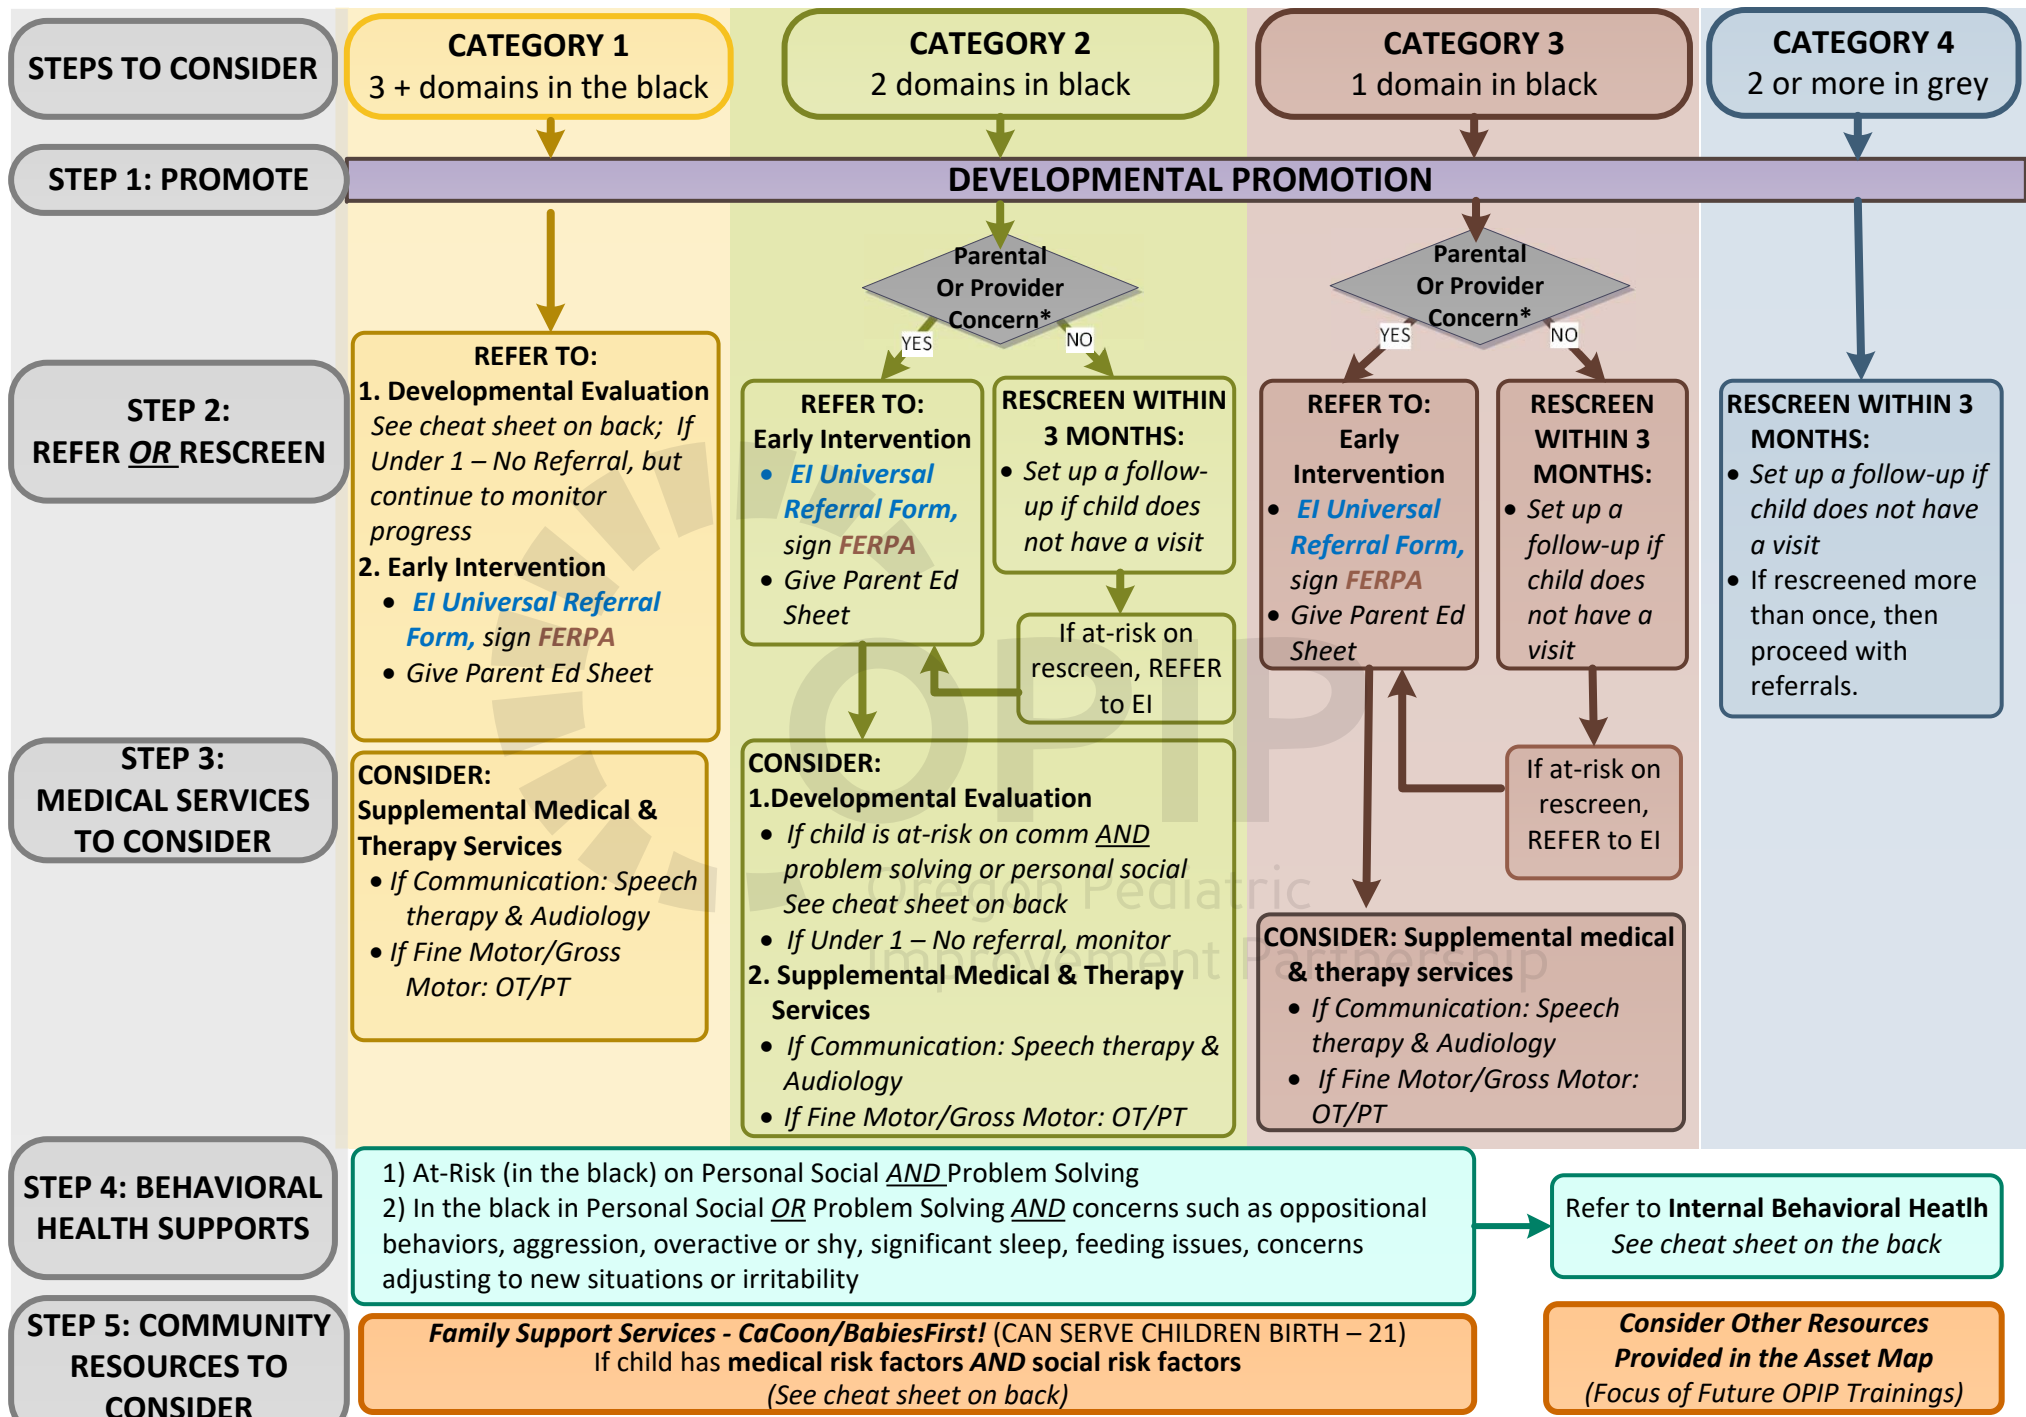 STEPS TO CONSIDER
CATEGORY 1
3 + domains in the black
CATEGORY 2
2 domains in black
CATEGORY 3
1 domain in black
CATEGORY 4
2 or more in grey
STEP 1: PROMOTE
DEVELOPMENTAL PROMOTION
STEP 2:
REFER OR RESCREEN
REFER TO:
1. Developmental Evaluation
See cheat sheet on back; If
Under 1 – No Referral, but
continue to monitor
progress
2. Early Intervention
• EI Universal Referral
Form, sign FERPA
• Give Parent Ed Sheet
Parental
Or Provider
Concern*
YES
NO
REFER TO:
Early Intervention
• EI Universal
Referral Form,
sign FERPA
• Give Parent Ed
Sheet
RESCREEN WITHIN
3 MONTHS:
• Set up a follow-
up if child does
not have a visit
If at-risk on
rescreen, REFER
to EI
Parental
Or Provider
Concern*
YES
NO
REFER TO:
Early
Intervention
• EI Universal
Referral Form,
sign FERPA
• Give Parent Ed
Sheet
RESCREEN
WITHIN 3
MONTHS:
• Set up a
follow-up if
child does
not have a
visit
If at-risk on
rescreen,
REFER to EI
RESCREEN WITHIN 3
MONTHS:
• Set up a follow-up if
child does not have
a visit
• If rescreened more
than once, then
proceed with
referrals.
STEP 3:
MEDICAL SERVICES
TO CONSIDER
CONSIDER:
Supplemental Medical &
Therapy Services
• If Communication: Speech
therapy & Audiology
• If Fine Motor/Gross
Motor: OT/PT
CONSIDER:
1.Developmental Evaluation
• If child is at-risk on comm AND
problem solving or personal social
See cheat sheet on back
• If Under 1 – No referral, monitor
2. Supplemental Medical & Therapy
Services
• If Communication: Speech therapy &
Audiology
• If Fine Motor/Gross Motor: OT/PT
CONSIDER: Supplemental medical
& therapy services
• If Communication: Speech
therapy & Audiology
• If Fine Motor/Gross Motor:
OT/PT
OPIP
Oregon Pediatric
Improvement Partnership
STEP 4: BEHAVIORAL
HEALTH SUPPORTS
1) At-Risk (in the black) on Personal Social AND Problem Solving
2) In the black in Personal Social OR Problem Solving AND concerns such as oppositional
behaviors, aggression, overactive or shy, significant sleep, feeding issues, concerns
adjusting to new situations or irritability
Refer to Internal Behavioral Heatlh
See cheat sheet on the back
STEP 5: COMMUNITY
RESOURCES TO
CONSIDER
Family Support Services - CaCoon/BabiesFirst! (CAN SERVE CHILDREN BIRTH – 21)
If child has medical risk factors AND social risk factors
(See cheat sheet on back)
Consider Other Resources
Provided in the Asset Map
(Focus of Future OPIP Trainings)